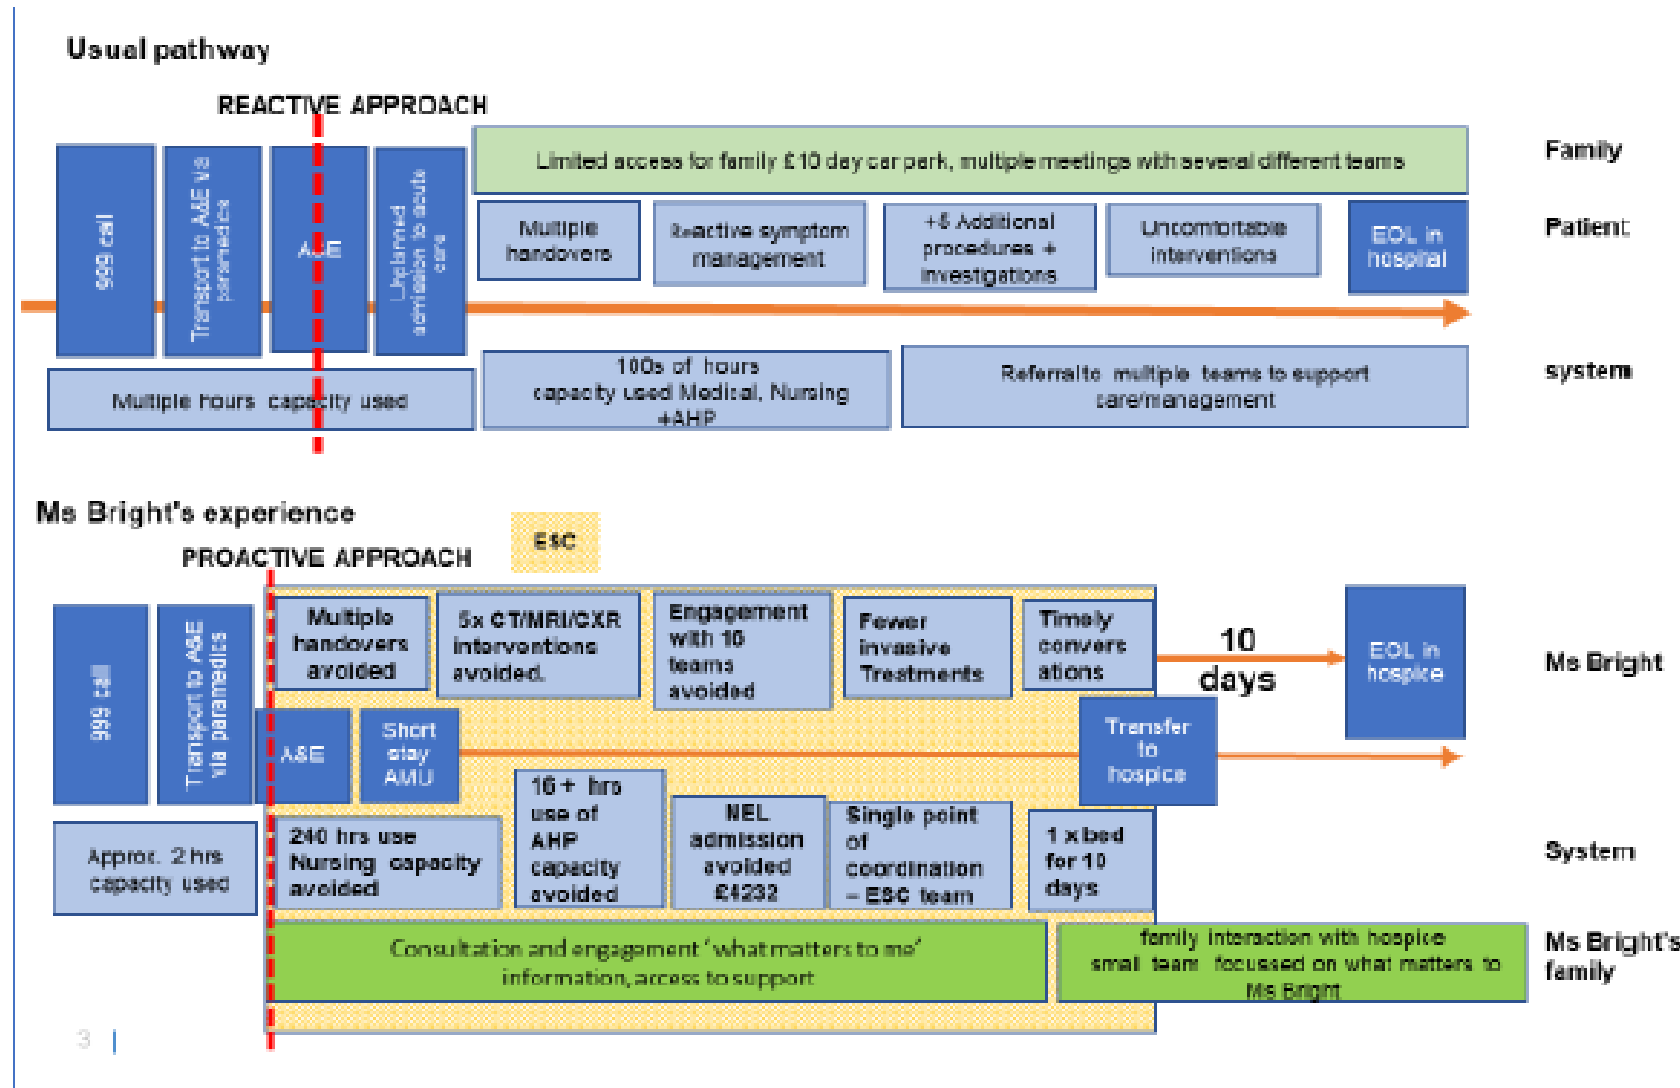 Usual pathway
REACTIVE APPROACH
Limited access for family £10 day car park, multiple meetings with several different teams
Family
999 call
Transport to A&E via
paramedics
A&E
Unplanned
admission to acute
care
Multiple
handovers
Reactive symptom
management
+5 Additional
procedures +
investigations
Uncomfortable
interventions
EOL in
hospital
Patient
Multiple hours capacity used
100s of hours
capacity used Medical, Nursing
+AHP
Referral to multiple teams to support
care/management
system
Ms Bright's experience
PROACTIVE APPROACH
ESC
999 call
Transport to A&E
via paramedics
Multiple
handovers
avoided
5x CT/MRI/CXR
interventions
avoided.
Engagement
with 16
teams
avoided
Fewer
invasive
Treatments
Timely
convers
ations
10
days
EOL in
hospice
Ms Bright
A&E
Short
stay
AMU
Transfer
to
hospice
Approx. 2 hrs
capacity used
240 hrs use
Nursing capacity
avoided
16 + hrs
use of
AHP
capacity
avoided
NEL
admission
avoided
£4232
Single point
of
coordination
– ESC team
1 x bed
for 10
days
System
Consultation and engagement 'what matters to me'
information, access to support
family interaction with hospice
small team focussed on what matters to
Ms Bright
Ms Bright's
family
3